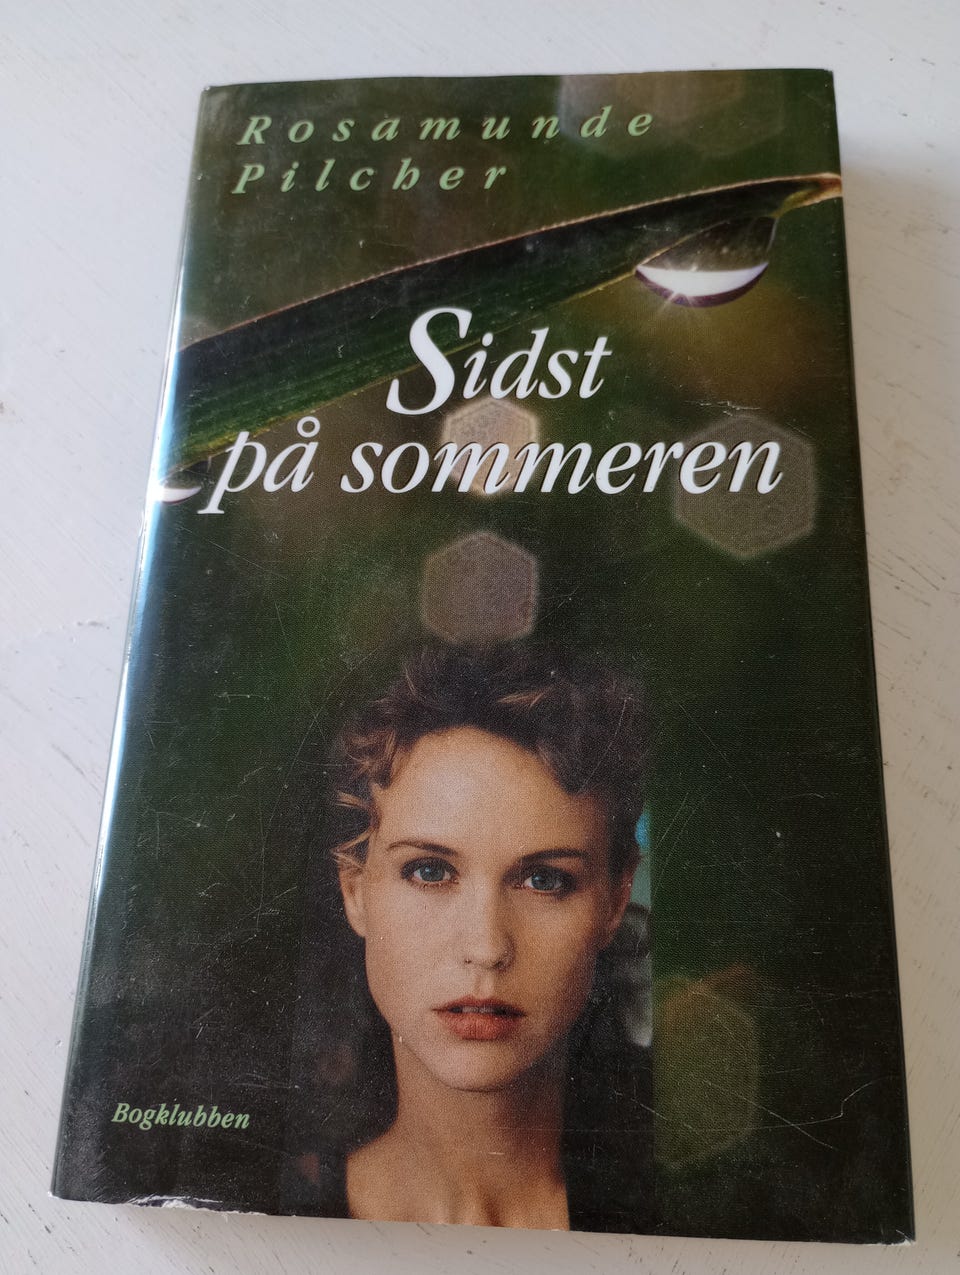 Rosamunde
Pilcher
Sidst
på sommeren
Bogklubben